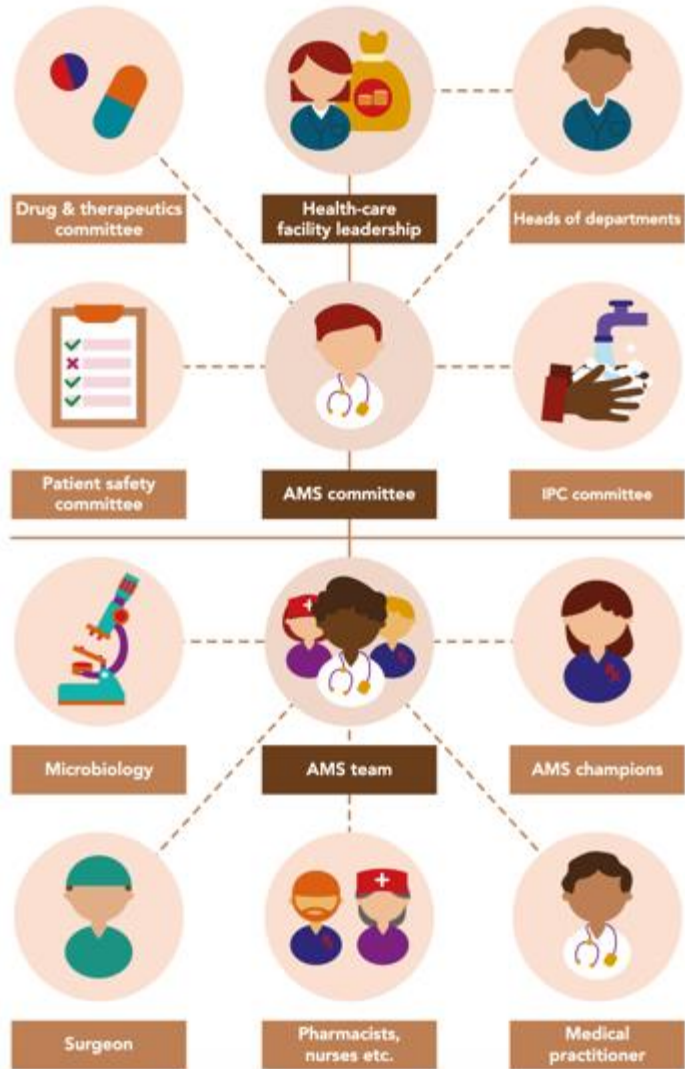 Drug & therapeutics
committee
Health-care
facility leadership
Heads of departments
Patient safety
committee
AMS committee
IPC committee
Microbiology
AMS team
AMS champions
Surgeon
Pharmacists,
nurses etc.
Medical
practitioner